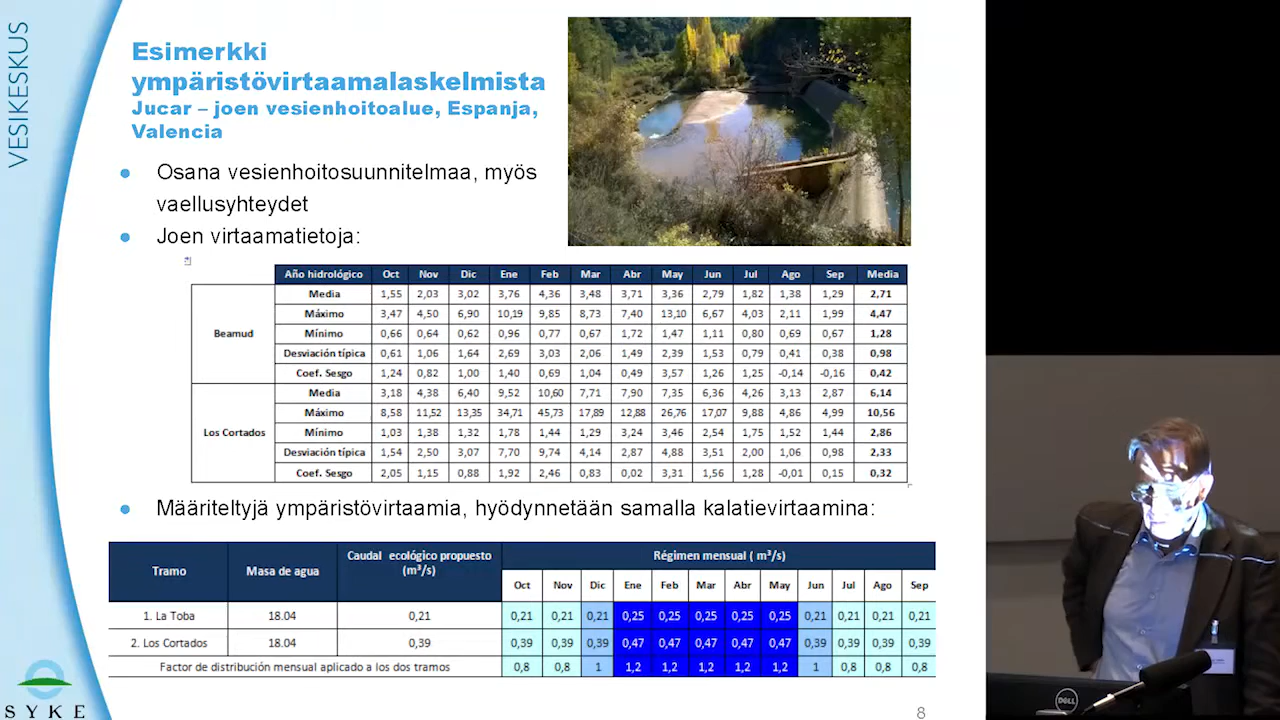 VESIKESKUS
Esimerkki
ympäristövirtaamalaskelmista
Jucar – joen vesienhoitoalue, Espanja,
Valencia
● Osana vesienhoitosuunnitelmaa, myös
vaellusyhteydet
● Joen virtaamatietoja:
Año hidrológico Oct Nov Dic Ene Feb Mar Abr May Jun Jul Ago Sep Media
Beamud
Media 1,55 2,03 3,02 3,76 4,36 3,48 3,71 3,36 2,79 1,82 1,38 1,29 2,71
Máximo 3,47 4,50 6,90 10,19 9,85 8,73 7,40 13,10 6,67 4,03 2,11 1,99 4,47
Mínimo 0,66 0,64 0,62 0,96 0,77 0,67 1,72 1,47 1,11 0,80 0,69 0,67 1,28
Desviación típica 0,61 1,06 1,64 2,69 3,03 2,06 1,49 2,39 1,53 0,79 0,41 0,38 0,98
Coef. Sesgo 1,24 0,82 1,00 1,40 0,69 1,04 0,49 3,57 1,26 1,25 -0,14 -0,16 0,42
Los Cortados
Media 3,18 4,38 6,40 9,52 10,60 7,71 7,90 7,35 6,36 4,26 3,13 2,87 6,14
Máximo 8,58 11,52 13,35 34,71 45,73 17,89 12,88 26,76 17,07 9,88 4,86 4,99 10,56
Mínimo 1,03 1,38 1,32 1,78 1,44 1,29 3,24 3,46 2,54 1,75 1,52 1,44 2,86
Desviación típica 1,54 2,50 3,07 7,70 9,74 4,14 2,87 4,88 3,51 2,00 1,06 0,98 2,33
Coef. Sesgo 2,05 1,15 0,88 1,92 2,46 0,83 0,02 3,31 1,56 1,28 -0,01 0,15 0,32
● Määriteltyjä ympäristövirtaamia, hyödynnetään samalla kalatievirtaamina:
Tramo Masa de agua Caudal ecológico propuesto (m³/s) Régimen mensual ( m³/s)
Oct Nov Dic Ene Feb Mar Abr May Jun Jul Ago Sep
1. La Toba 18.04 0,21 0,21 0,21 0,21 0,25 0,25 0,25 0,25 0,25 0,21 0,21 0,21 0,21
2. Los Cortados 18.04 0,39 0,39 0,39 0,39 0,47 0,47 0,47 0,47 0,47 0,39 0,39 0,39 0,39
Factor de distribución mensual aplicado a los dos tramos 0,8 0,8 1 1,2 1,2 1,2 1,2 1,2 1 0,8 0,8 0,8
SYKE
8
DELL